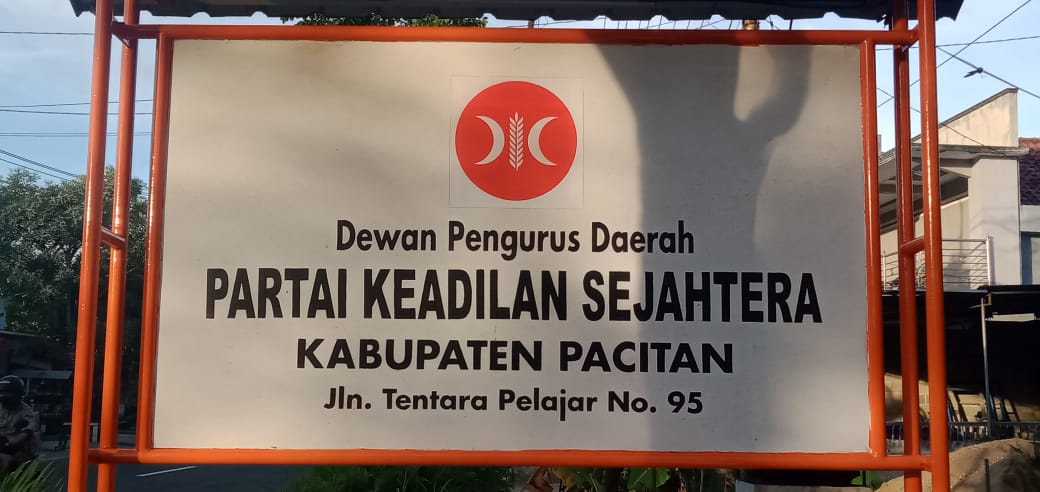 Dewan Pengurus Daerah
PARTAI KEADILAN SEJAHTERA
KABUPATEN PACITAN
Jln. Tentara Pelajar No. 95